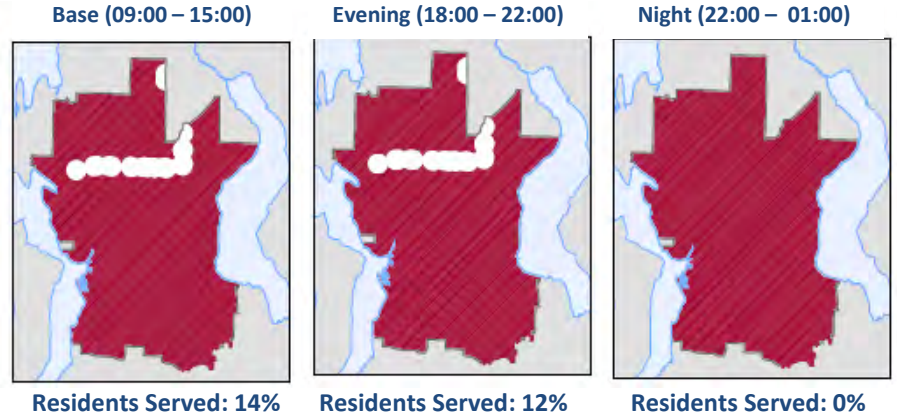 Base (09:00 – 15:00)
Evening (18:00 – 22:00)
Night (22:00 – 01:00)
Residents Served: 14%
Residents Served: 12%
Residents Served: 0%